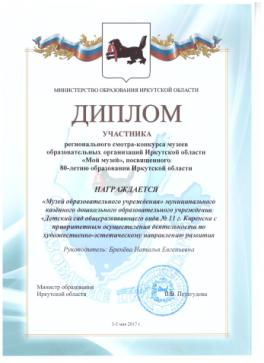 МИНИСТЕРСТВО ОБРАЗОВАНИЯ ИРКУТСКОЙ ОБЛАСТИ
ДИПЛОМ
УЧАСТНИКА
регионального смотра-конкурса музеев
образовательных организаций Иркутской области
«Мой музей», посвященного
80-летию образования Иркутской области
НАГРАЖДАЕТСЯ
«Музей образовательного учреждения» муниципального
казённого дошкольного образовательного учреждения
«Детский сад общеразвивающего вида № 11 г. Киренска с
приоритетным осуществлением деятельности по
художественно-эстетическому направлению развития
Руководитель: Наталья Евгеньевна
Министр образования
Иркутской области
В.В. Перегудова
2017 г.